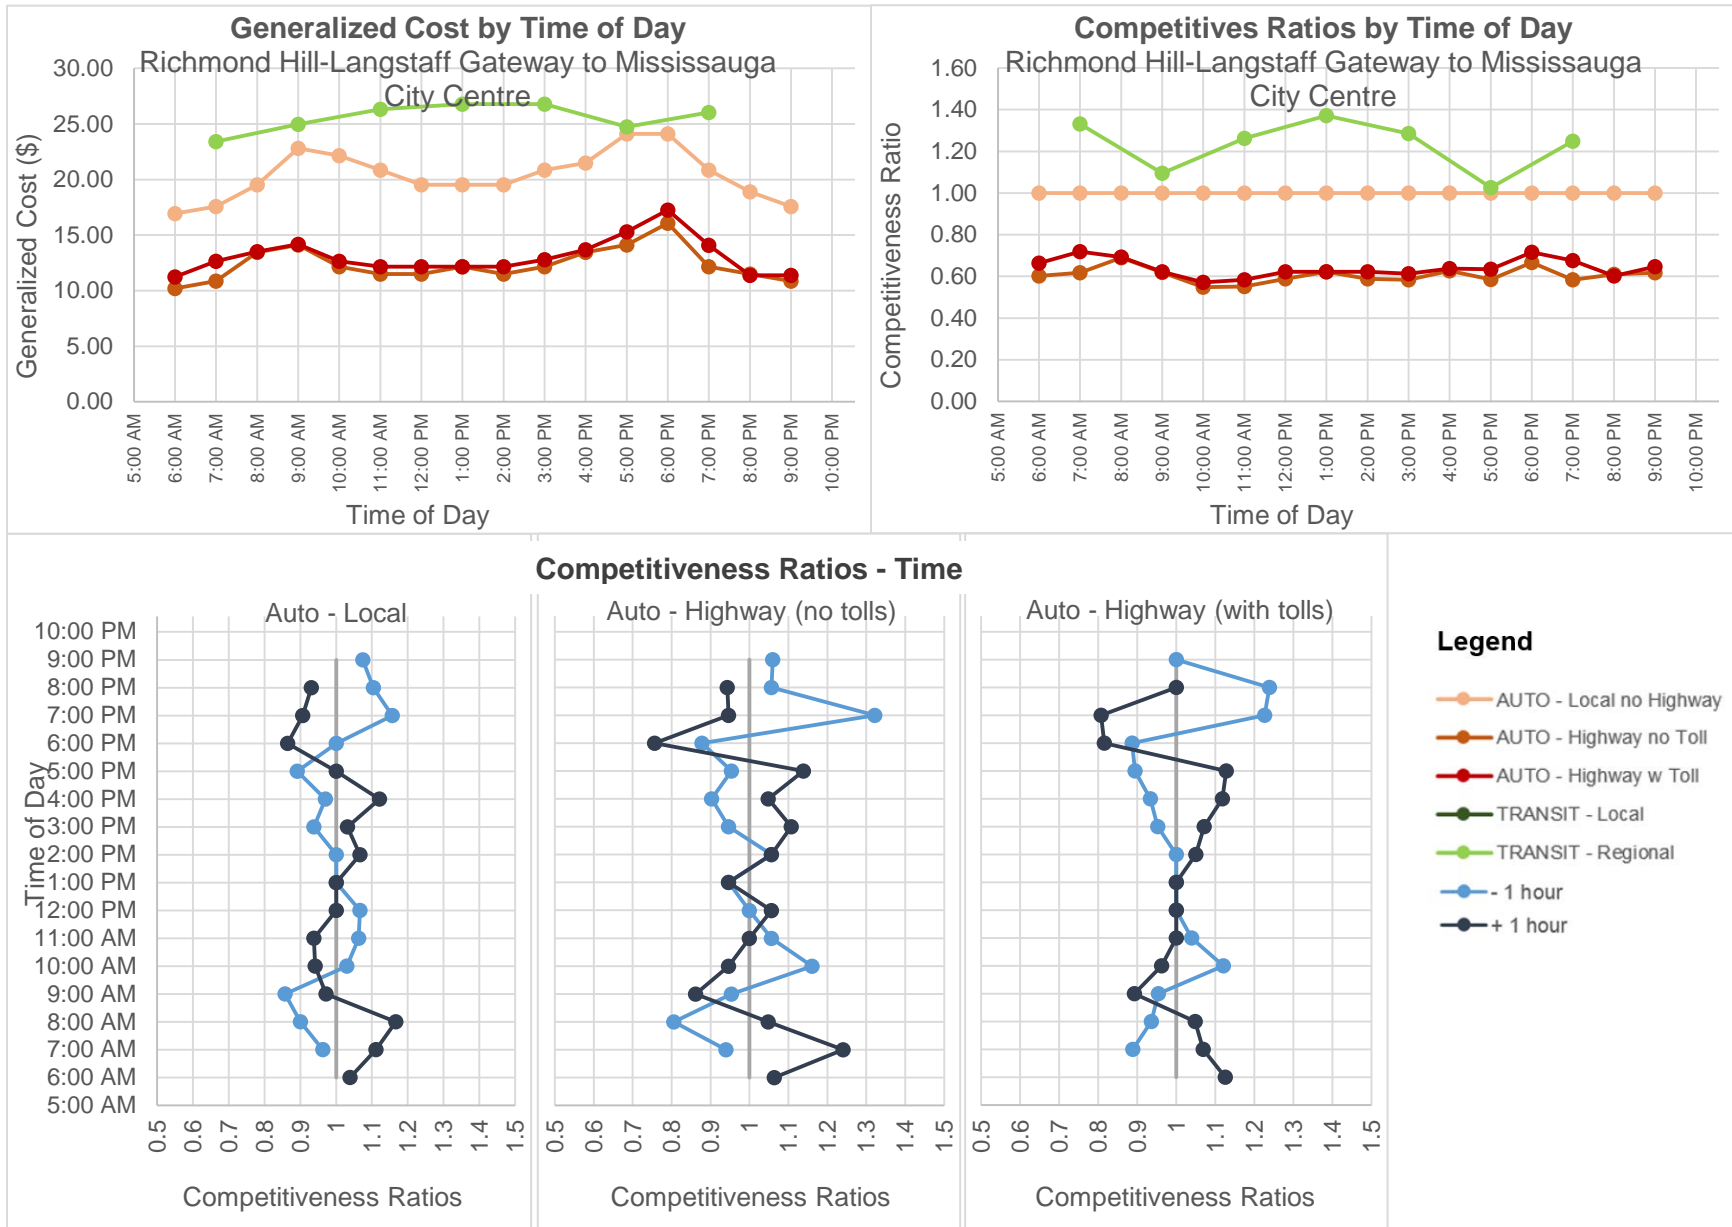 Generalized Cost by Time of Day
Richmond Hill-Langstaff Gateway to Mississauga
City Centre
30.00
25.00
20.00
15.00
10.00
5.00
0.00
Generalized Cost ($)
5:00 AM
6:00 AM
7:00 AM
8:00 AM
9:00 AM
10:00 AM
11:00 AM
12:00 PM
1:00 PM
2:00 PM
3:00 PM
4:00 PM
5:00 PM
6:00 PM
7:00 PM
8:00 PM
9:00 PM
10:00 PM
Time of Day
Competitives Ratios by Time of Day
Richmond Hill-Langstaff Gateway to Mississauga
City Centre
1.60
1.40
1.20
1.00
0.80
0.60
0.40
0.20
0.00
Competitiveness Ratio
5:00 AM
6:00 AM
7:00 AM
8:00 AM
9:00 AM
10:00 AM
11:00 AM
12:00 PM
1:00 PM
2:00 PM
3:00 PM
4:00 PM
5:00 PM
6:00 PM
7:00 PM
8:00 PM
9:00 PM
10:00 PM
Time of Day
Competitiveness Ratios - Time
Auto - Local
10:00 PM
9:00 PM
8:00 PM
7:00 PM
6:00 PM
5:00 PM
4:00 PM
3:00 PM
2:00 PM
1:00 PM
12:00 PM
11:00 AM
10:00 AM
9:00 AM
8:00 AM
7:00 AM
6:00 AM
5:00 AM
Time of Day
0.5
0.6
0.7
0.8
0.9
1
1.1
1.2
1.3
1.4
1.5
Competitiveness Ratios
Auto - Highway (no tolls)
0.5
0.6
0.7
0.8
0.9
1
1.1
1.2
1.3
1.4
1.5
Competitiveness Ratios
Auto - Highway (with tolls)
0.5
0.6
0.7
0.8
0.9
1
1.1
1.2
1.3
1.4
1.5
Competitiveness Ratios
Legend
AUTO - Local no Highway
AUTO - Highway no Toll
AUTO - Highway w Toll
TRANSIT - Local
TRANSIT - Regional
- 1 hour
+ 1 hour